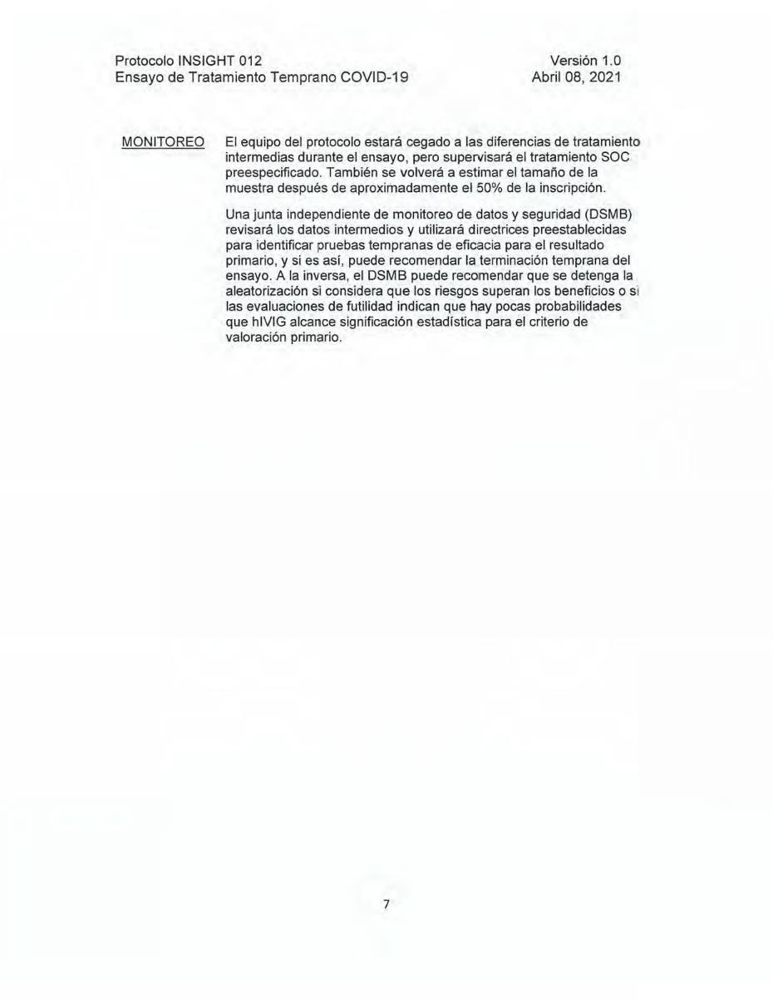 Protocolo INSIGHT 012 Versión 1.0
Ensayo de Tratamiento Temprano COVID-19 Abril 08, 2021
MONITOREO El equipo del protocolo estará cegado a las diferencias de tratamiento
intermedias durante el ensayo, pero supervisará el tratamiento SOC
preespecificado. También se volverá a estimar el tamaño de la
muestra después de aproximadamente el 50% de la inscripción.
Una junta independiente de monitoreo de datos y seguridad (DSMB)
revisará los datos intermedios y utilizará directrices preestablecidas
para identificar pruebas tempranas de eficacia para el resultado
primario, y si es así, puede recomendar la terminación temprana del
ensayo. A la inversa, el DSMB puede recomendar que se detenga la
aleatorización si considera que los riesgos superan los beneficios o si
las evaluaciones de futilidad indican que hay pocas probabilidades
que hIVIG alcance significación estadística para el criterio de
valoración primario.
7